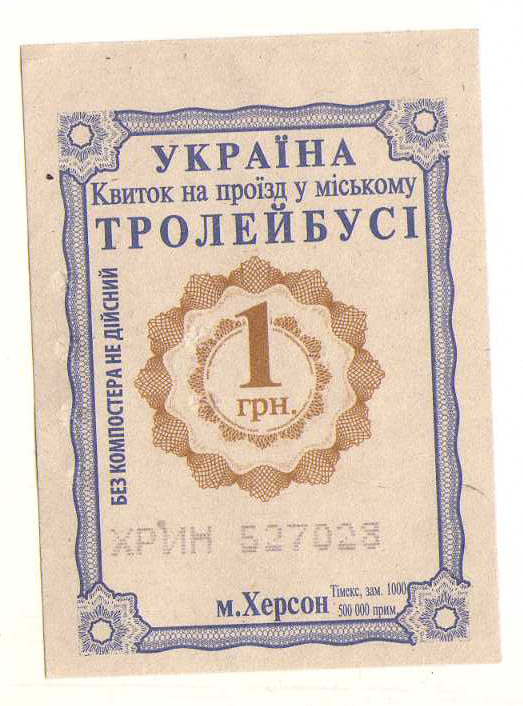 УКРАЇНА
Квиток на проїзд у міському
ТРОЛЕЙБУСІ
БЕЗ КОМПОСТЕРА НЕ ДІЙСНИЙ
1
грн.
ХРИН 527028
м.Херсон
Тімекс, зам. 1000
500 000 прим.